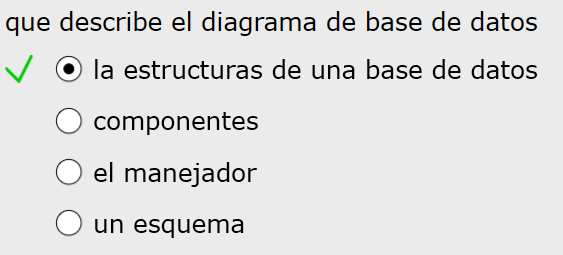 que describe el diagrama de base de datos
la estructuras de una base de datos
componentes
el manejador
un esquema